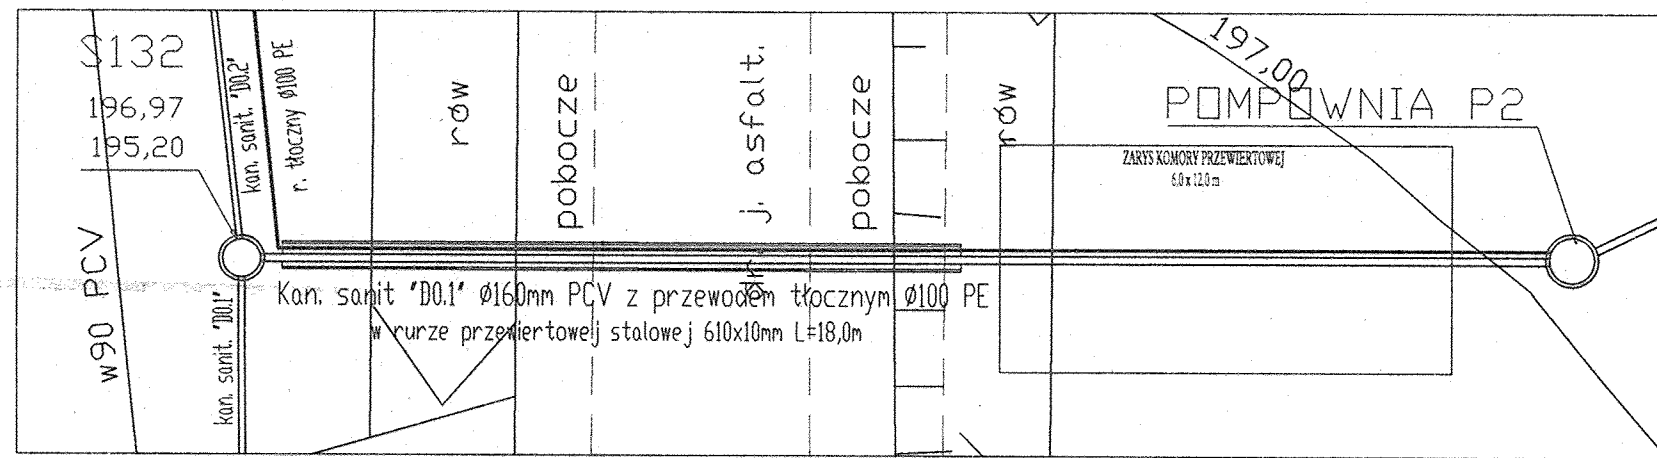 S132
196,97
195,20
kan. sanit. "D0.2"
r. tłoczny Ø100 PE
rów
pobocze
j. asfalt.
pobocze
rów
197,00
POMPOWNIA P2
ZARYS KOMORY PRZEWIERTOWEJ
6.0 x 12.0 m
w90 PCV
kan. sanit. "D0.1"
Kan. sanit "D0.1" Ø160mm PCV z przewodem tłocznym Ø100 PE
w rurze przewiertowej stalowej 610x10mm L=18,0m